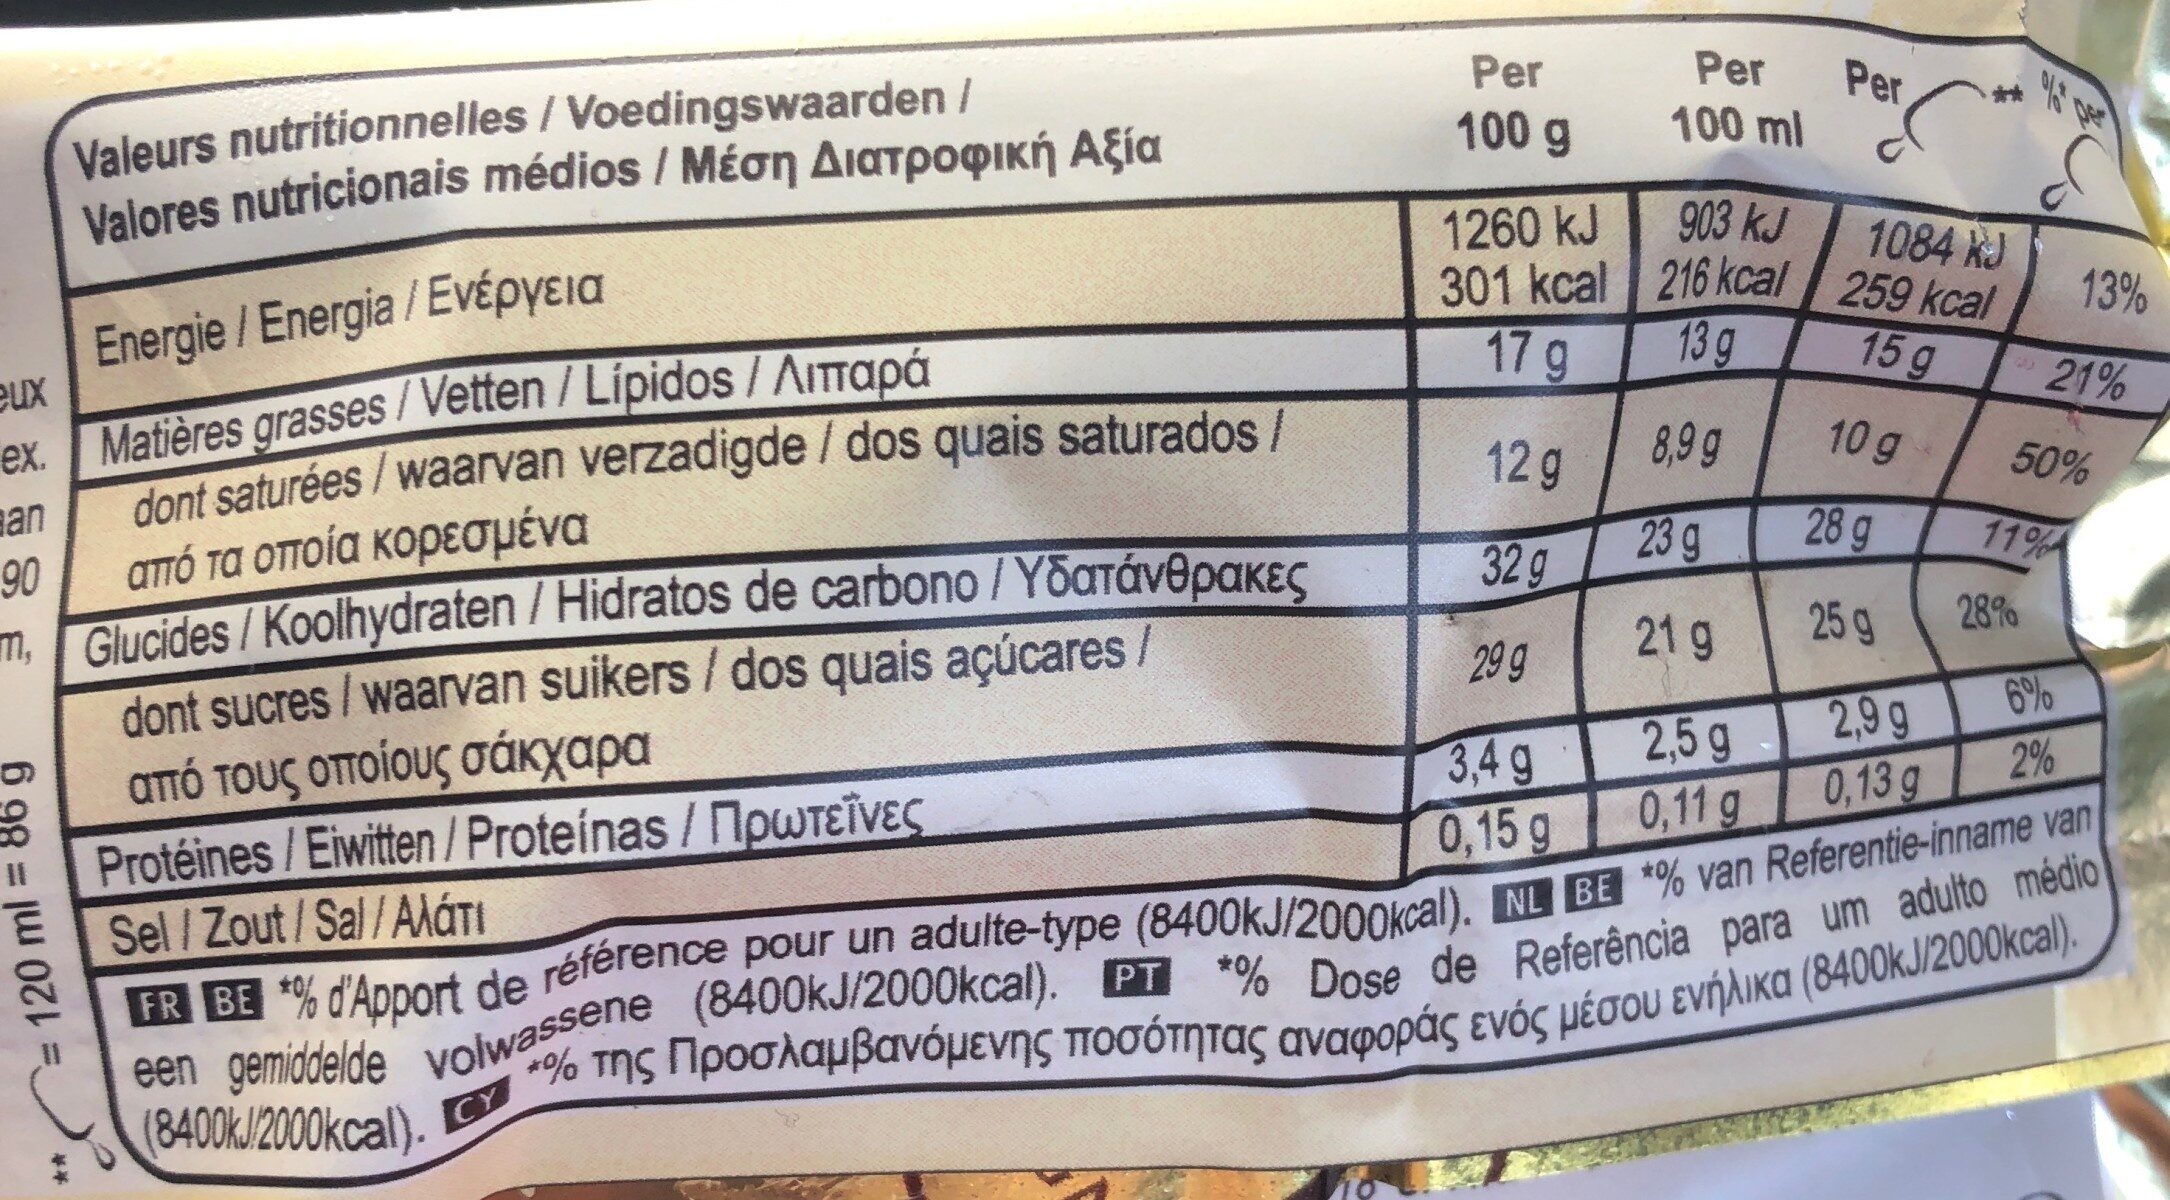 Valeurs nutritionnelles / Voedingswaarden /
Valores nutricionais médios / Μέση Διατροφική Αξία
Per 100 g
Per 100 ml
Per **
%* per
Energie / Energia / Ενέργεια 1260 kJ 903 kJ 1084 kJ 13%
301 kcal 216 kcal 259 kcal
Matières grasses / Vetten / Lípidos / Λιπαρά 17 g 13 g 15 g 21%
dont saturées / waarvan verzadigde / dos quais saturados / 12 g 8,9 g 10 g 50%
από τα οποία κορεσμένα
Glucides / Koolhydraten / Hidratos de carbono / Υδατάνθρακες 32 g 23 g 28 g 11%
dont sucres / waarvan suikers / dos quais açúcares / 29 g 21 g 25 g 28%
από τους οποίους σάκχαρα
Protéines / Eiwitten / Proteínas / Πρωτεΐνες 3,4 g 2,5 g 2,9 g 6%
Sel / Zout / Sal / Αλάτι 0,15 g 0,11 g 0,13 g 2%
FR BE *% d'Apport de référence pour un adulte-type (8400kJ/2000kcal). NL BE *% van Referentie-inname van
een gemiddelde volwassene (8400kJ/2000kcal). PT *% Dose de Referência para um adulto médio
(8400kJ/2000kcal). CY *% της Προσλαμβανόμενης ποσότητας αναφοράς ενός μέσου ενήλικα (8400kJ/2000kcal).
eux
ex.
90
m,
** = 120 ml = 86 g